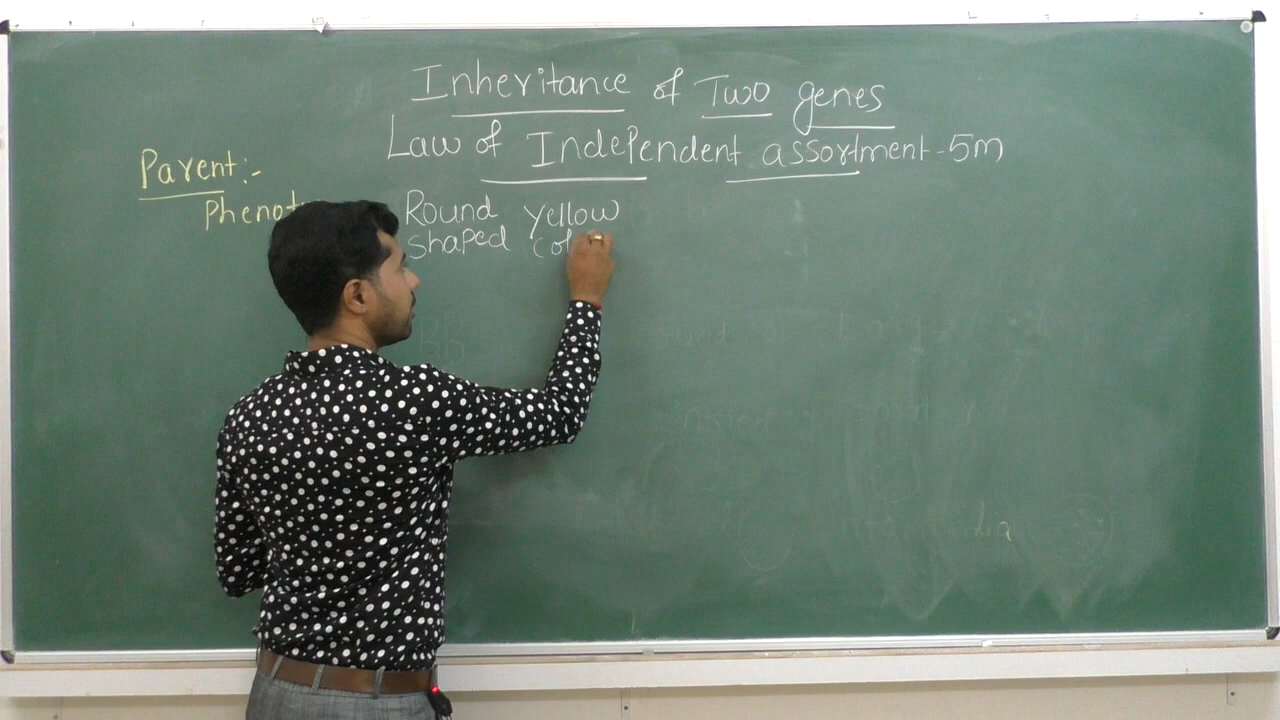 Inheritance of Two genes
Law of Independent assortment - 5m
Parent:-
Round yellow
shaped